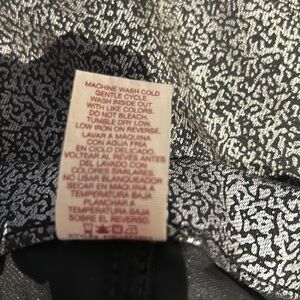 MACHINE WASH COLD
GENTLE CYCLE.
WASH INSIDE OUT
WITH LIKE COLORS.
DO NOT BLEACH.
TUMBLE DRY LOW.
LOW IRON ON REVERSE.
LAVAR A MAQUINA
CON AGUA FRIA
EN CICLO DELICADO.
VOLTEAR AL REVES ANTES
DEL LAVADO CON
COLORES SIMILARES.
NO USAR BLANQUEADOR
SECAR EN MAQUINA A
TEMPERATURA BAJA
PLANCHAR A
TEMPERATURA BAJA
SOBRE EL REVERSO.